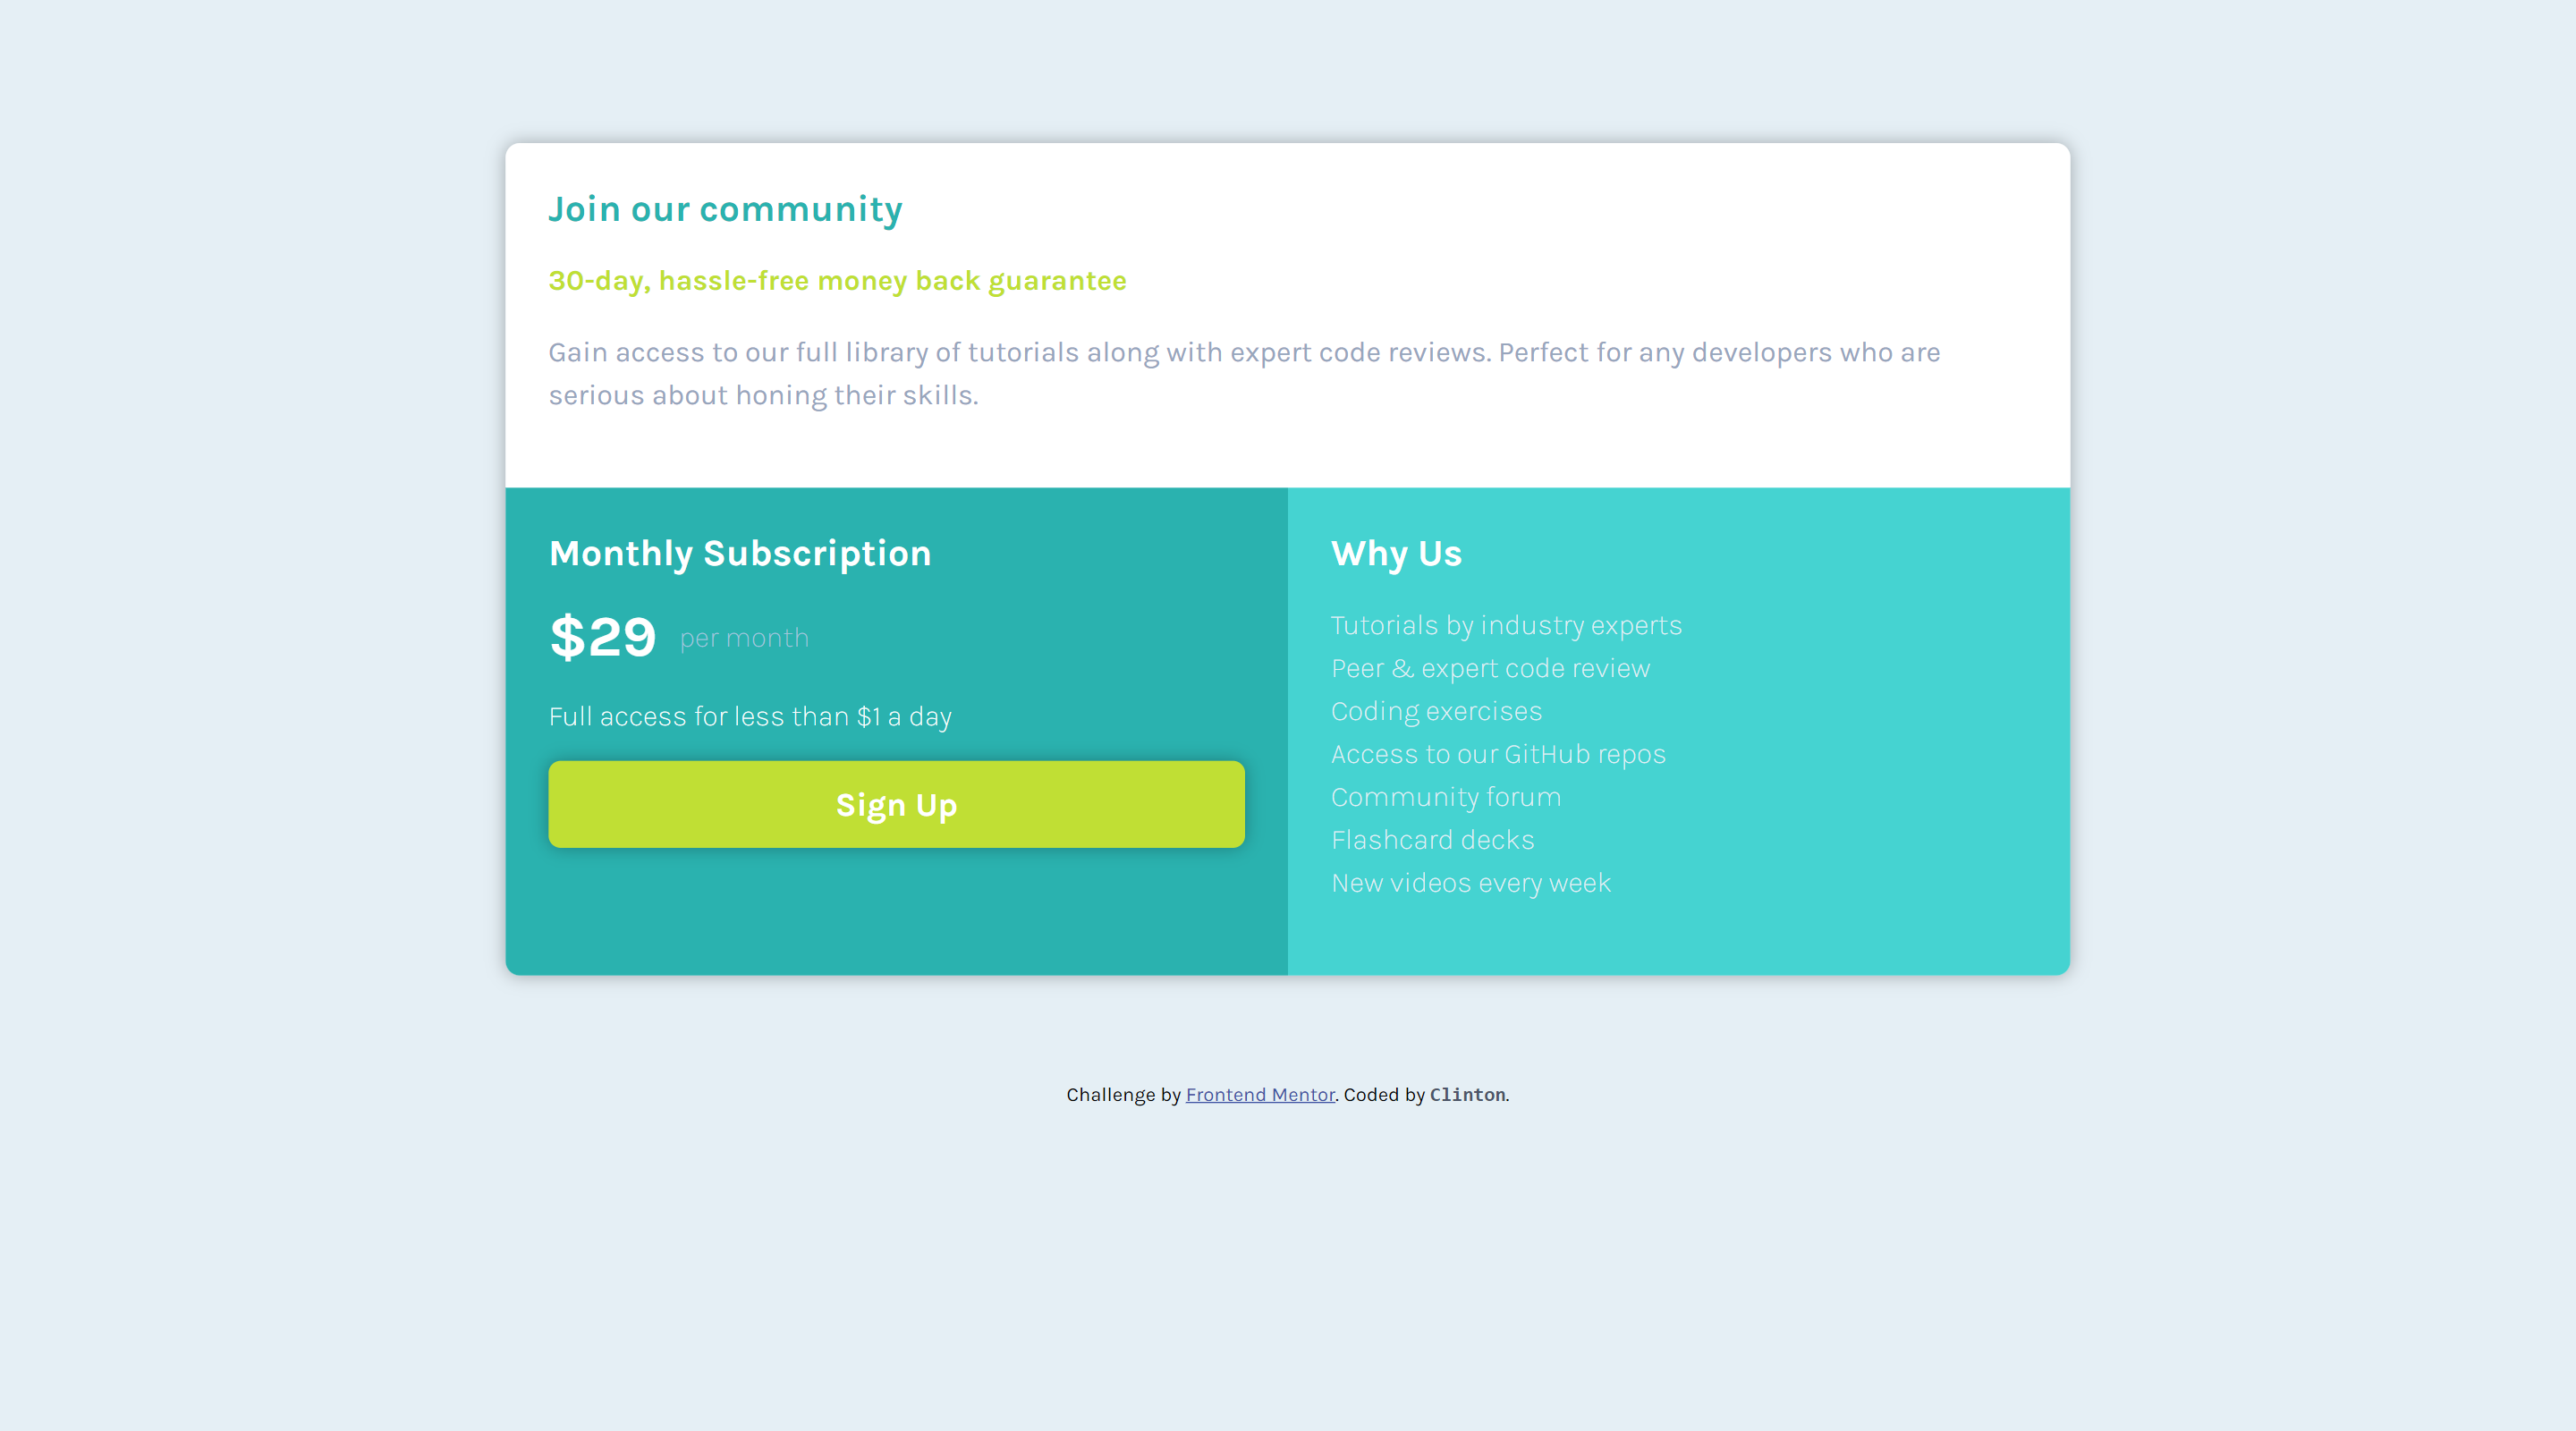 Join our community
30-day, hassle-free money back guarantee
Gain access to our full library of tutorials along with expert code reviews. Perfect for any developers who are
serious about honing their skills.
Monthly Subscription
$29 per month
Full access for less than $1 a day
Sign Up
Why Us
Tutorials by industry experts
Peer & expert code review
Coding exercises
Access to our GitHub repos
Community forum
Flashcard decks
New videos every week
Challenge by Frontend Mentor. Coded by Clinton.